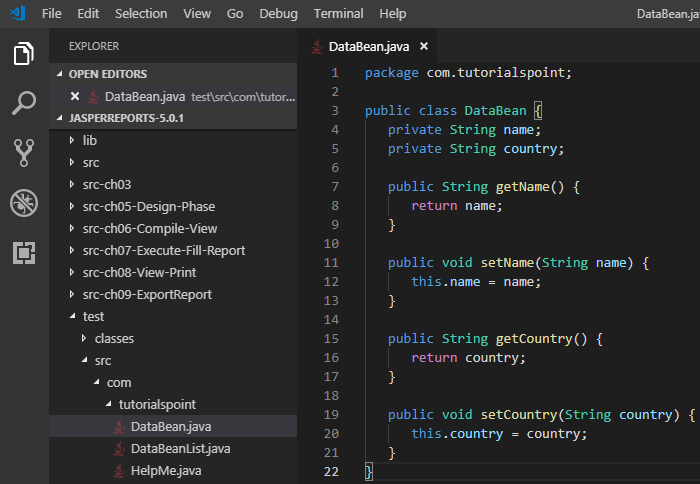 File Edit View Go Debug Terminal Help DataBean.ja
EXPLORER
OPEN EDITORS
DataBean.java test\src\com\tutor...
JASPERREPORTS-5.0.1
lib
src
src-ch03
src-ch05-Design-Phase
src-ch06-Compile-View
src-ch07-Execute-Fill-Report
src-ch08-View-Print
src-ch09-ExportReport
test
classes
src
com
tutorialspoint
DataBean.java
DataBeanList.java
HelpMe.java
DataBean.java
1 package com.tutorialspoint;
2
3 public class DataBean {
4 private String name;
5 private String country;
6
7 public String getName() {
8 return name;
9 }
10
11 public void setName(String name) {
12 this.name = name;
13 }
14
15 public String getCountry() {
16 return country;
17 }
18
19 public void setCountry(String country) {
20 this.country = country;
21 }
22 }